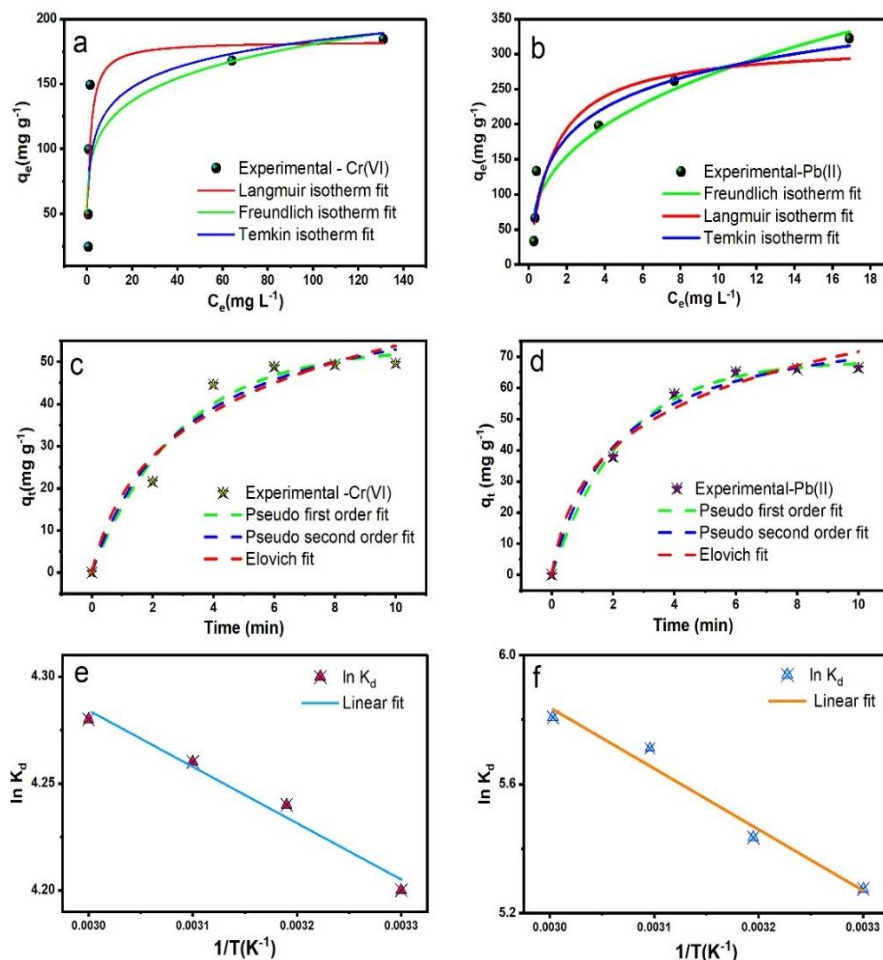 a
200
150
100
50
0
20
40
60
80
100
120
140
q_e(mg g^-1)
C_e(mg L^-1)
Experimental - Cr(VI)
Langmuir isotherm fit
Freundlich isotherm fit
Temkin isotherm fit
b
400
350
300
250
200
150
100
50
0
0
2
4
6
8
10
12
14
16
18
q_e(mg g^-1)
C_e(mg L^-1)
Experimental-Pb(II)
Freundlich isotherm fit
Langmuir isotherm fit
Temkin isotherm fit
c
50
40
30
20
10
0
0
2
4
6
8
10
q_t(mg g^-1)
Time (min)
Experimental -Cr(VI)
Pseudo first order fit
Pseudo second order fit
Elovich fit
d
70
60
50
40
30
20
10
0
0
2
4
6
8
10
q_t(mg g^-1)
Time (min)
Experimental-Pb(II)
Pseudo first order fit
Pseudo second order fit
Elovich fit
e
4.30
4.25
4.20
0.0030
0.0031
0.0032
0.0033
ln K_d
1/T(K^-1)
ln K_d
Linear fit
f
6.0
5.6
5.2
0.0030
0.0031
0.0032
0.0033
ln K_d
1/T(K^-1)
ln K_d
Linear fit